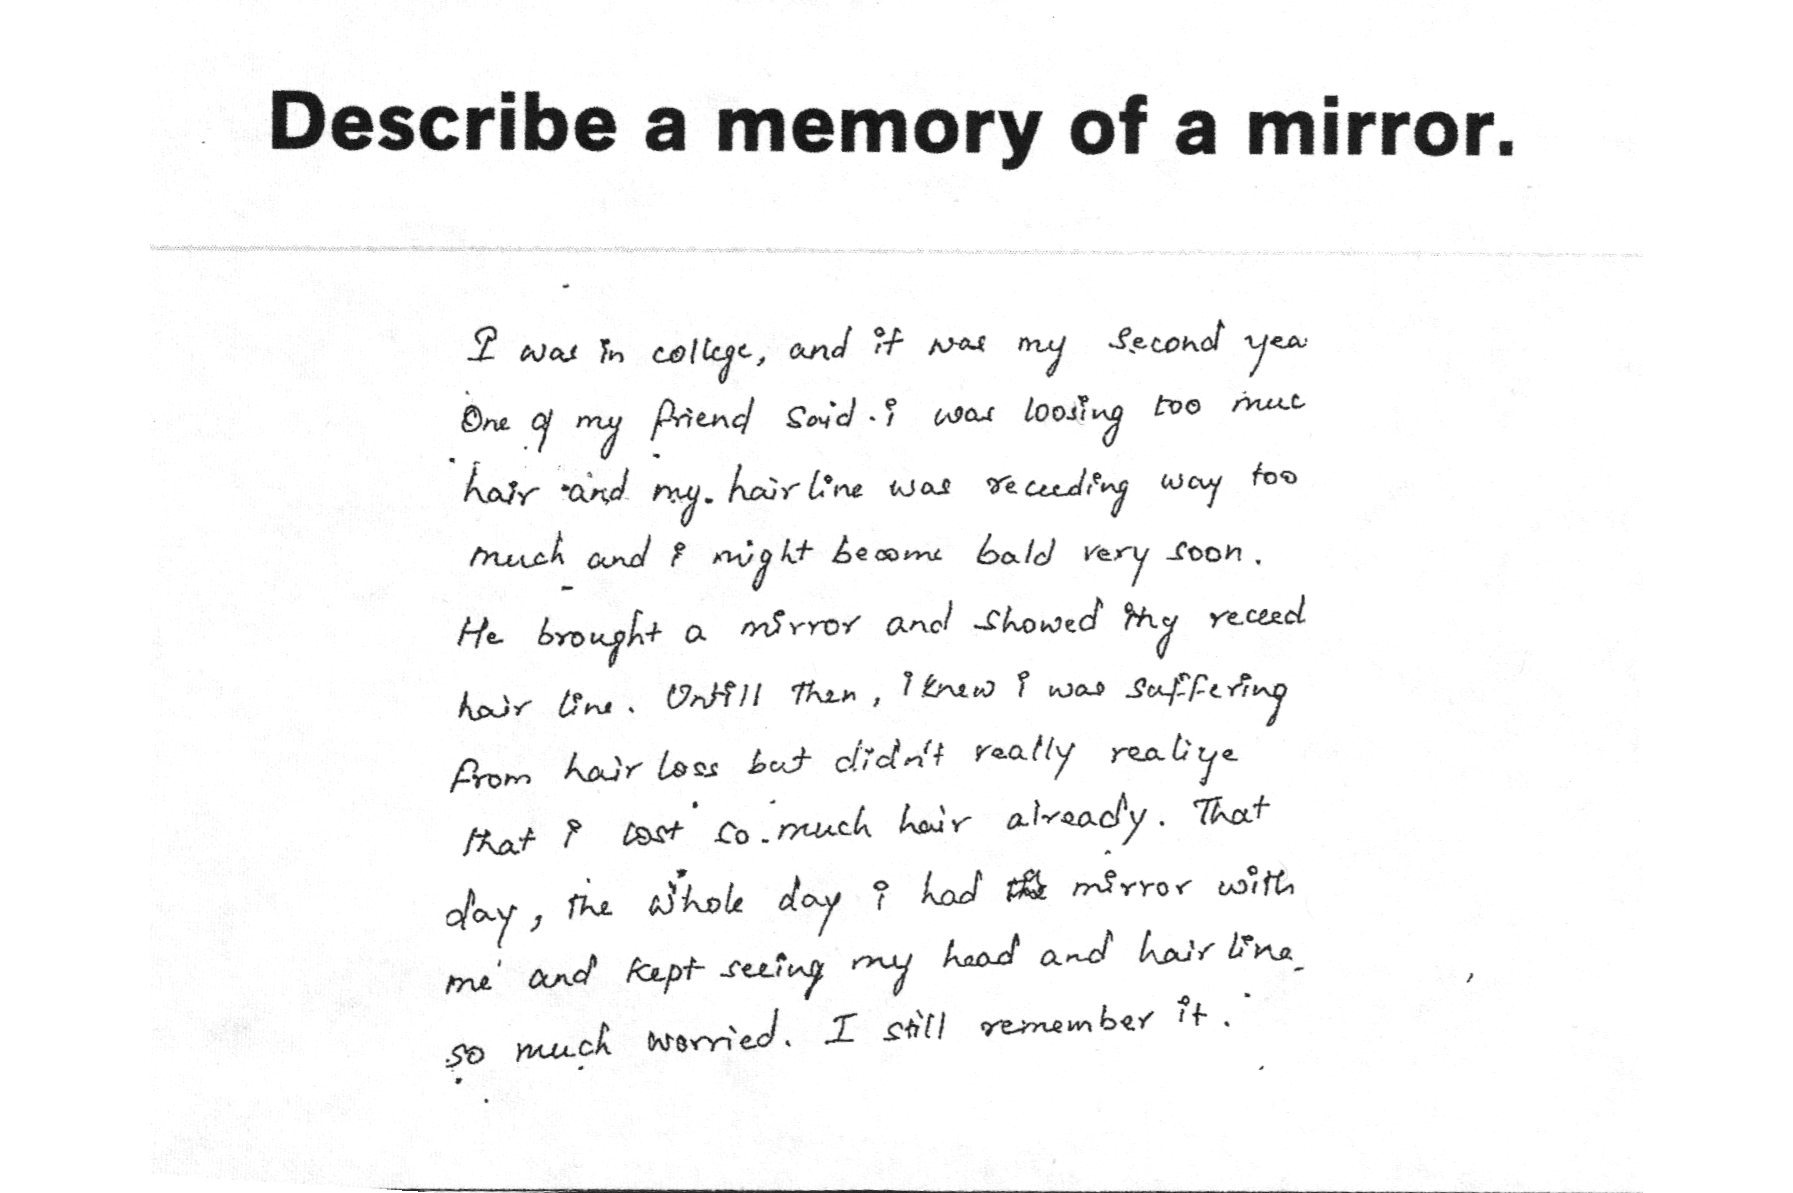 Describe a memory of a mirror.
I was in college, and it was my second yea
One of my friend said i was loosing too muc
hair and my hairline was receeding way too
much and i might become bald very soon.
He brought a mirror and showed my receed
hair line. Untill then, i knew i was suffering
from hair loss but didn't really realize
that i lost so much hair already. That
day, the whole day i had the mirror with
me and kept seeing my head and hair line
so much worried. I still remember it.